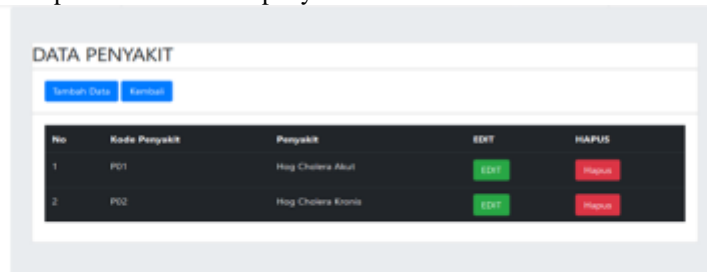 DATA PENYAKIT
Tambah Data Kembali
No Kode Penyakit Penyakit EDIT HAPUS
1 P01 Hog Cholera Akut EDIT Hapus
2 P02 Hog Cholera Kronis EDIT Hapus